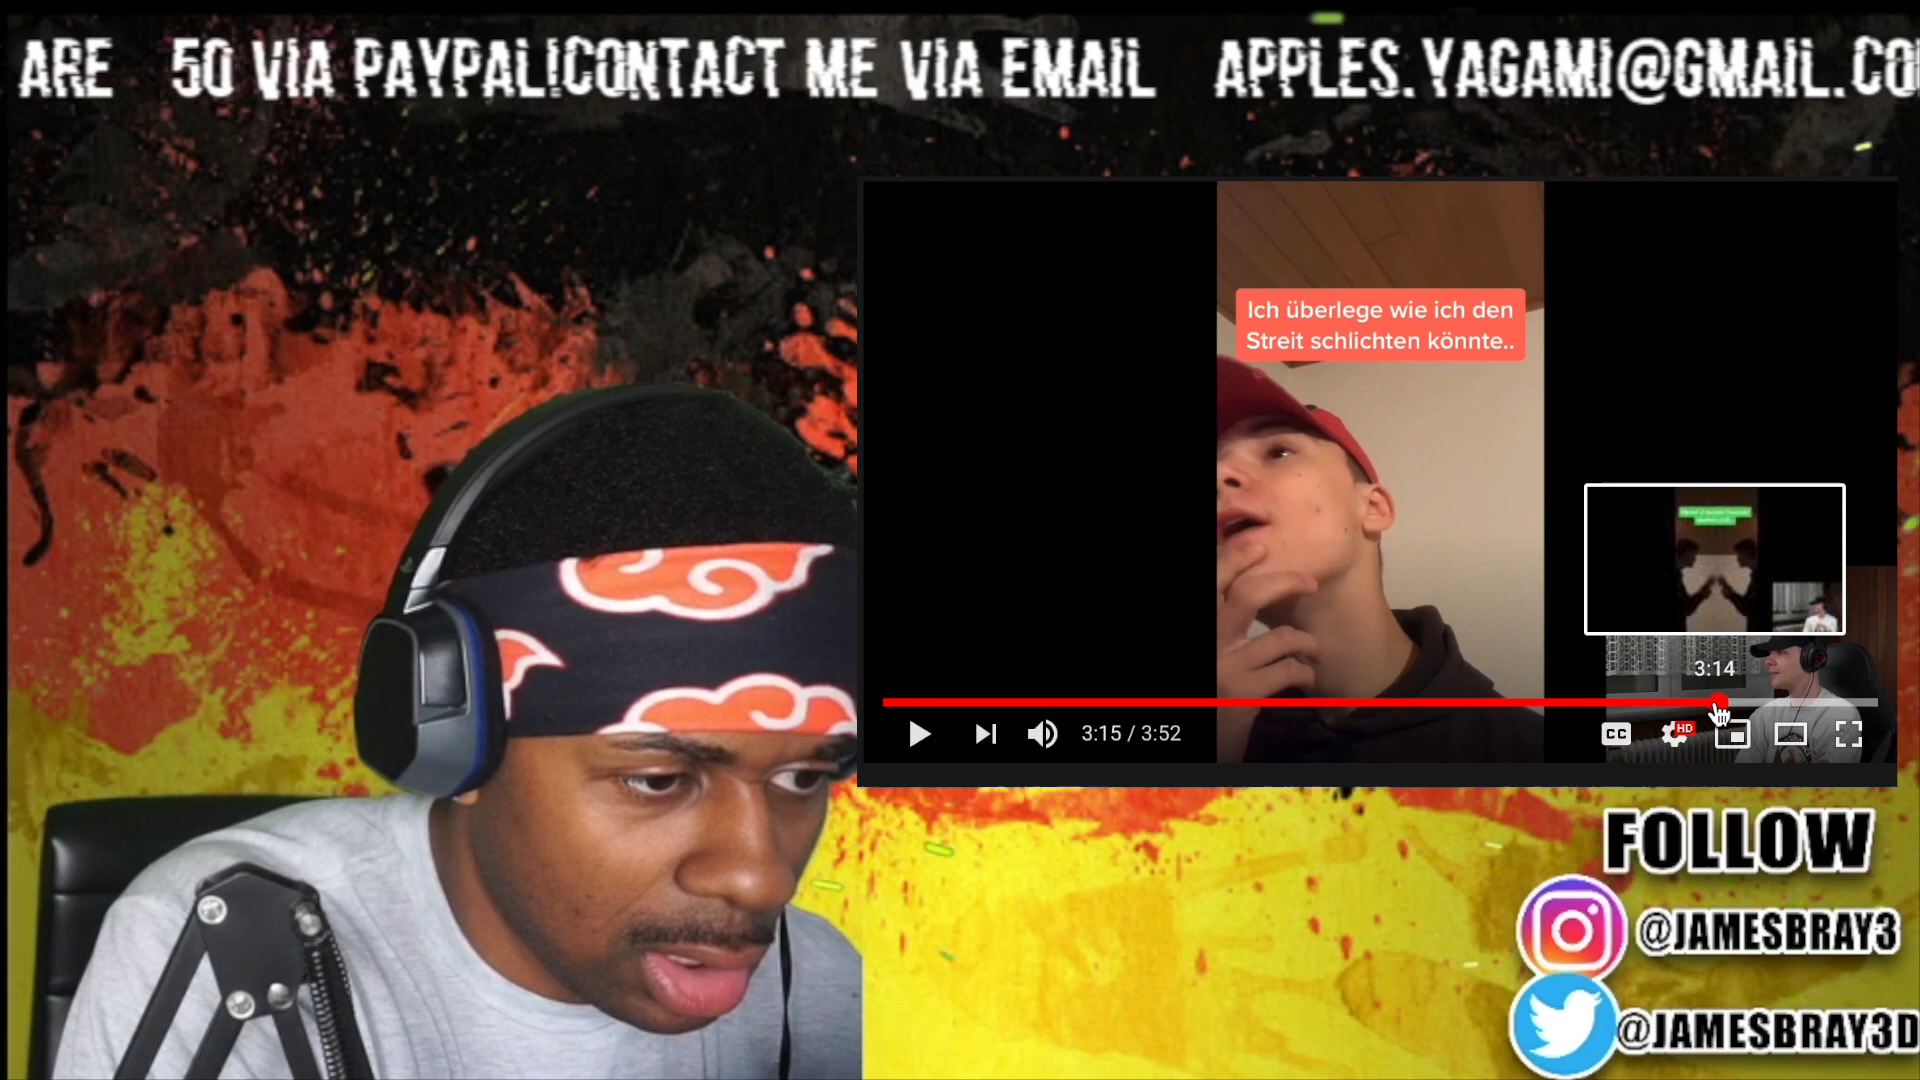 ARE 50 VIA PAYPAL!CONTACT ME VIA EMAIL APPLES.YAGAMI@GMAIL.CO
Ich überlege wie ich den
Streit schlichten könnte..
3:14
3:15 / 3:52
CC
HD
FOLLOW
@JAMESBRAY3
@JAMESBRAY3D